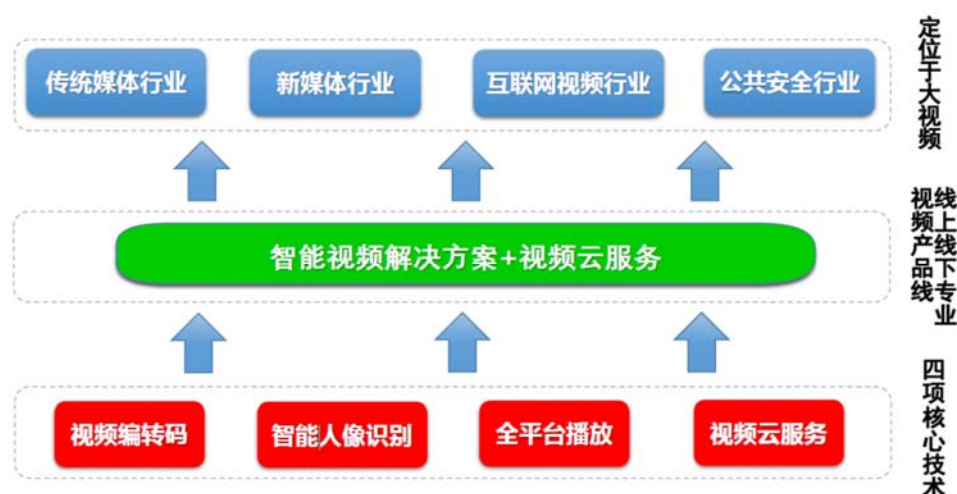 传统媒体行业
新媒体行业
互联网视频行业
公共安全行业
定位于大视频
智能视频解决方案+视频云服务
线上线下专业
视频产品线
视频编转码
智能人像识别
全平台播放
视频云服务
四项核心技术